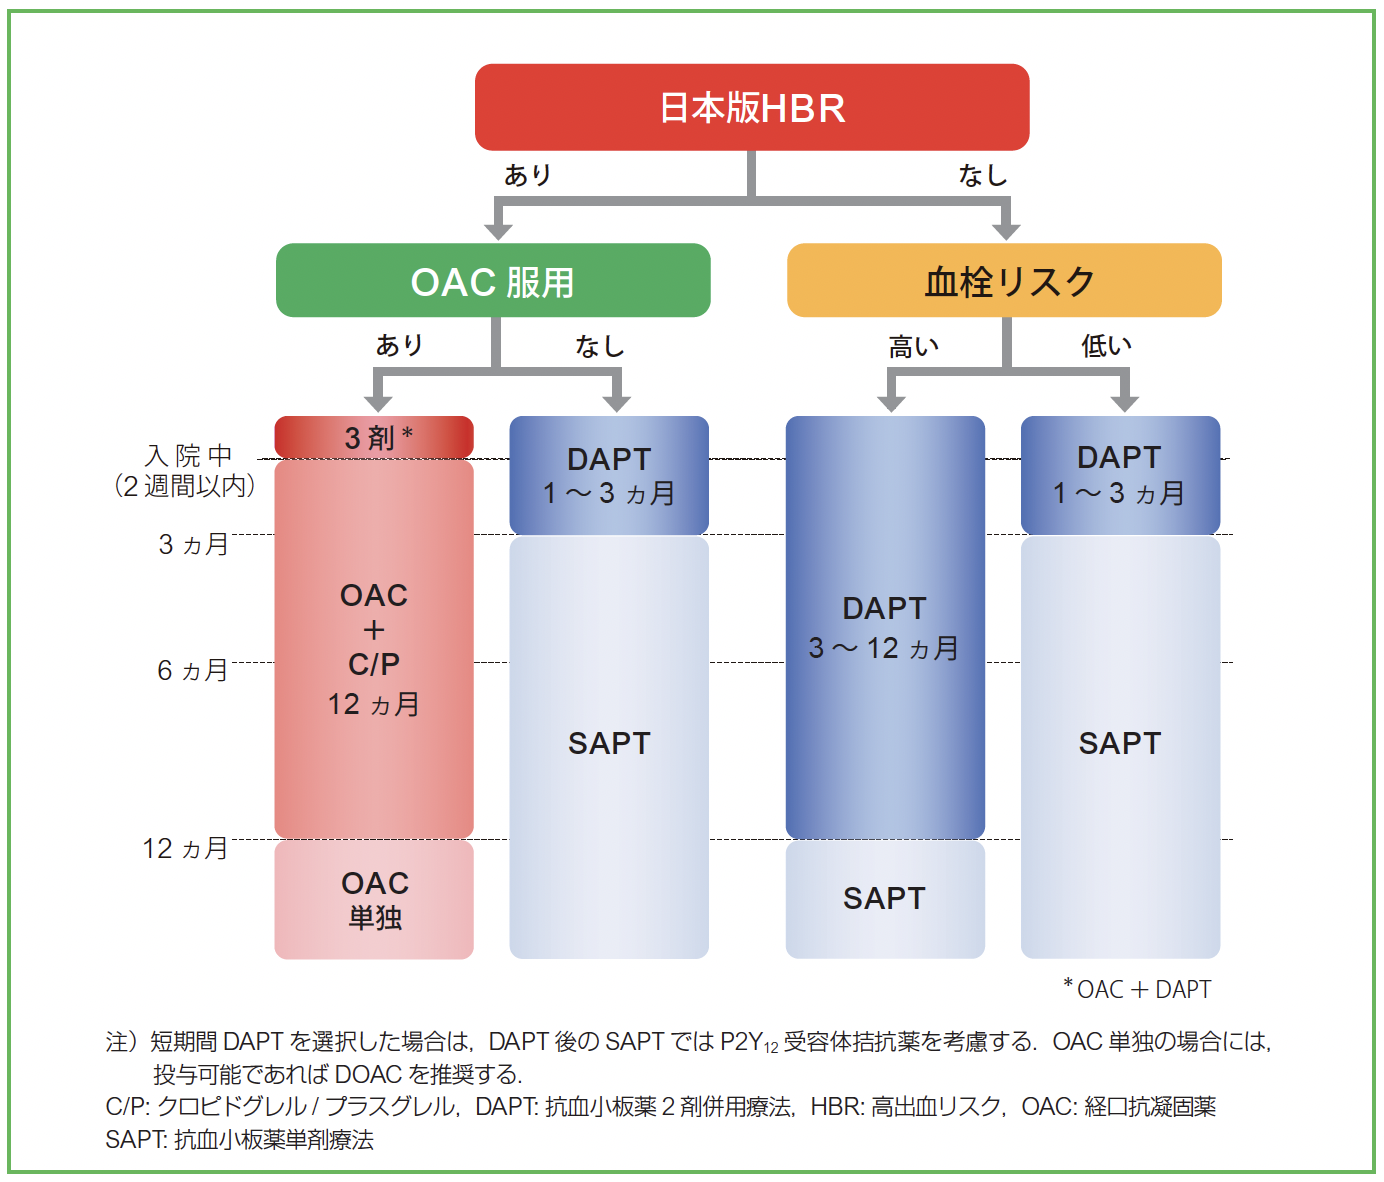 日本版HBR
あり
なし
OAC 服用
血栓リスク
あり
なし
高い
低い
3 剤 *
DAPT
1 ～ 3 ヵ月
DAPT
1 ～ 3 ヵ月
入 院 中
（2 週間以内）
3 ヵ月
OAC
＋
C/P
12 ヵ月
DAPT
3 ～ 12 ヵ月
6 ヵ月
SAPT
SAPT
12 ヵ月
OAC
単独
SAPT
* OAC ＋ DAPT
注）短期間 DAPT を選択した場合は，DAPT 後の SAPT では P2Y12 受容体拮抗薬を考慮する．OAC 単独の場合には，
投与可能であれば DOAC を推奨する．
C/P: クロピドグレル / プラスグレル，DAPT: 抗血小板薬 2 剤併用療法，HBR: 高出血リスク，OAC: 経口抗凝固薬
SAPT: 抗血小板薬単剤療法